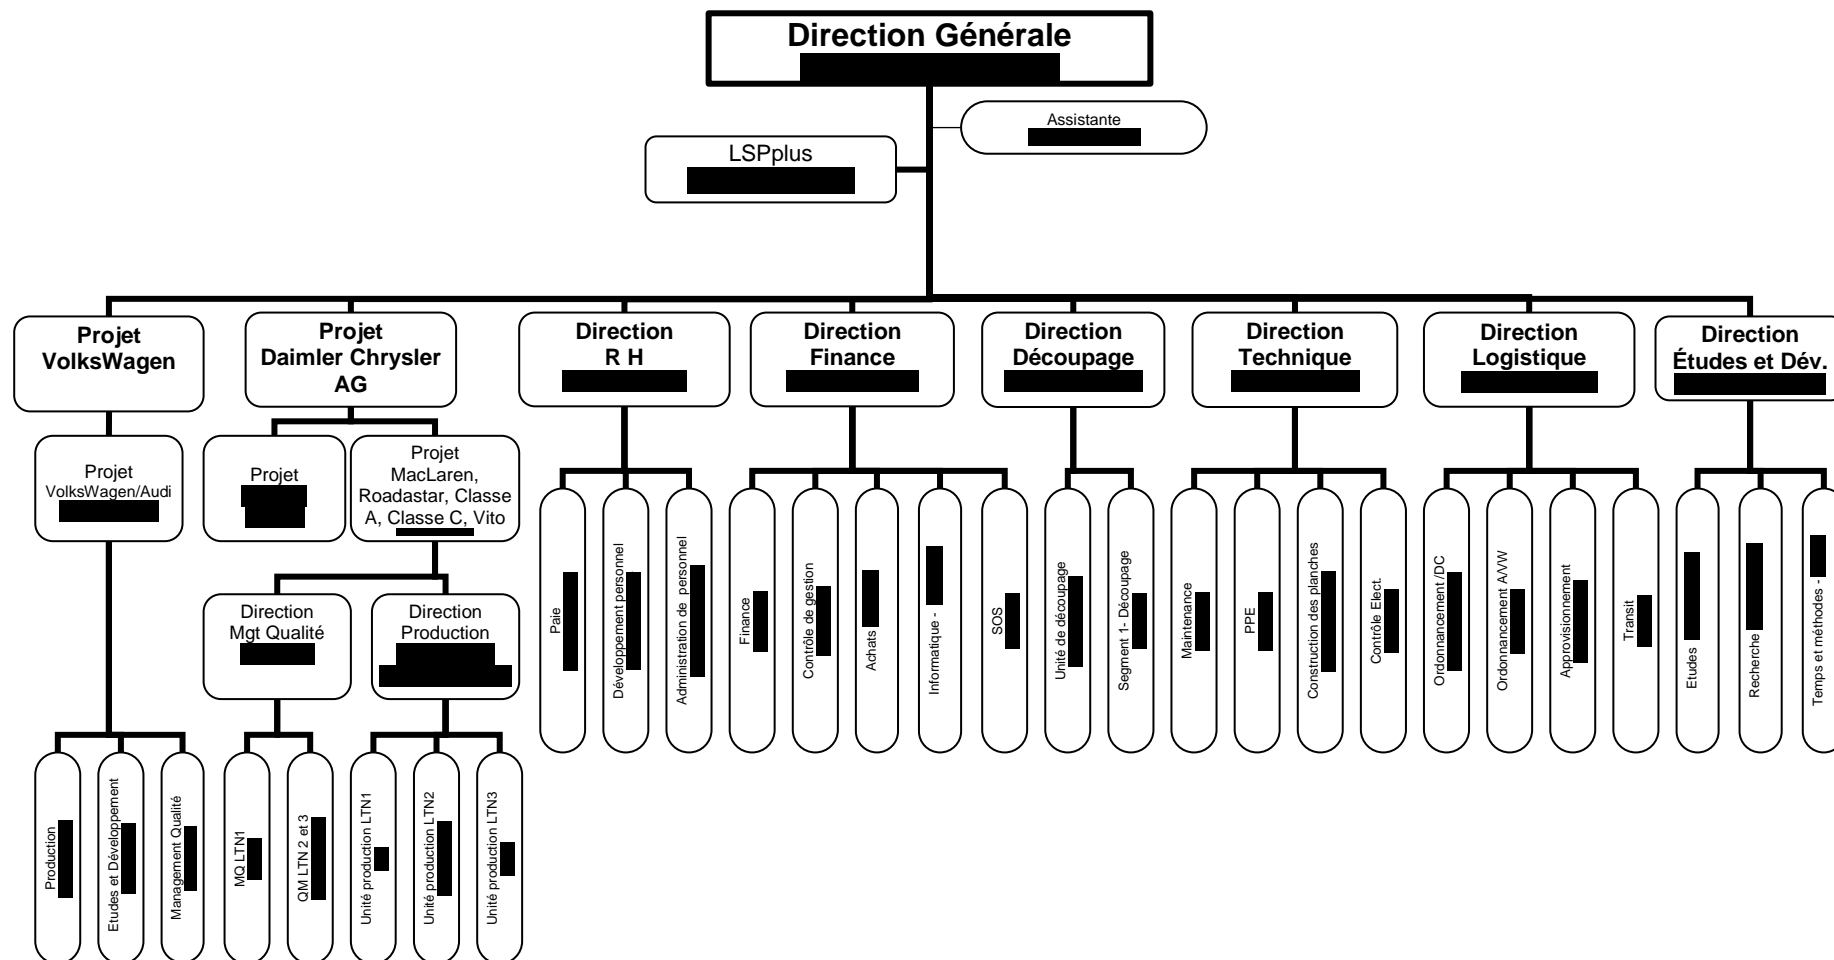 Direction Générale
Assistante
LSPplus
Projet
VolksWagen
Projet
Daimler Chrysler
AG
Direction
R H
Direction
Finance
Direction
Découpage
Direction
Technique
Direction
Logistique
Direction
Études et Dév.
Projet
VolksWagen/Audi
Projet
Projet
MacLaren,
Roadastar, Classe
A, Classe C, Vito
Direction
Mgt Qualité
Direction
Production
Paie
Développement personnel
Administration de  personnel
Finance
Contrôle de gestion
Achats
Informatique -
SOS
Unité de découpage
Segment 1- Découpage
Maintenance
PPE
Construction des planches
Contrôle Elect.
Ordonnancement /DC
Ordonnancement A/VW
Approvisionnement
Transit
Etudes
Recherche
Temps et méthodes -
Production
Etudes et Développement
Management Qualité
MQ LTN1
QM LTN 2 et 3
Unité production LTN1
Unité production LTN2
Unité production LTN3